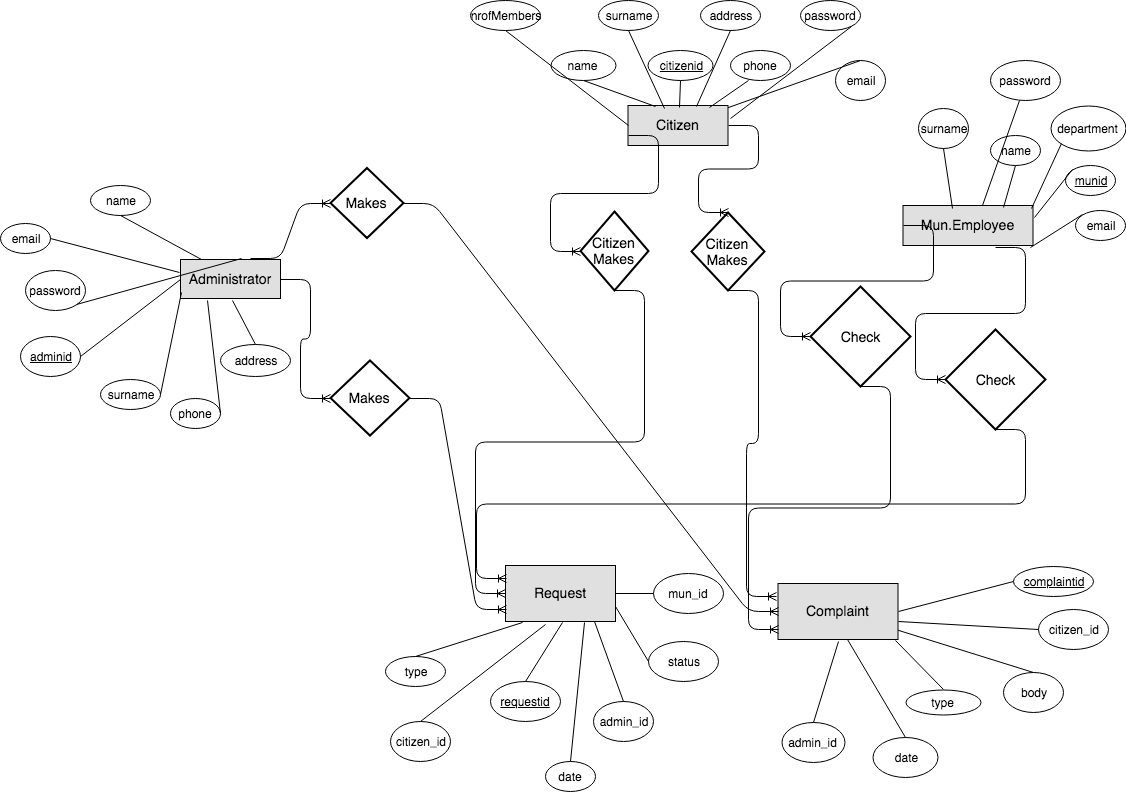 nrofMembers
surname
address
password
name
citizenid
phone
email
Citizen
password
surname
department
name
munid
Mun.Employee
email
name
email
Makes
Administrator
password
adminid
address
surname
phone
Makes
Citizen
Makes
Citizen
Makes
Check
Check
Request
mun_id
status
type
requestid
citizen_id
admin_id
date
Complaint
complaintid
citizen_id
body
type
admin_id
date